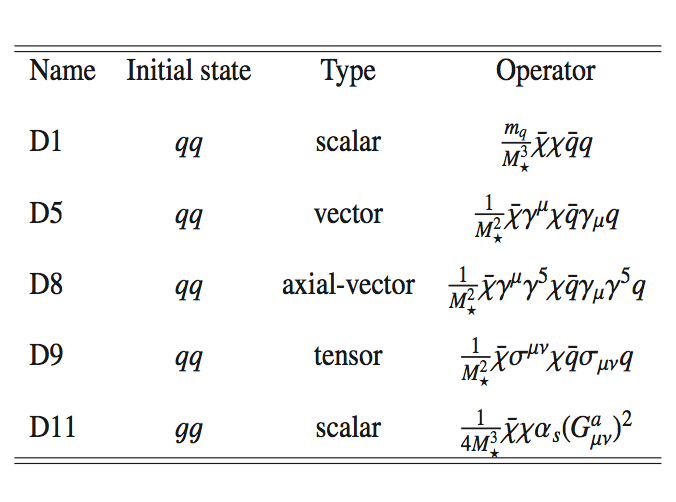 Name Initial state Type Operator
D1 qq scalar m_q/M_⋆^3 χ̄χq̄q
D5 qq vector 1/M_⋆^2 χ̄γ^μχq̄γ_μq
D8 qq axial-vector 1/M_⋆^2 χ̄γ^μγ^5χq̄γ_μγ^5q
D9 qq tensor 1/M_⋆^2 χ̄σ^{μν}χq̄σ_{μν}q
D11 gg scalar 1/4M_⋆^3 χ̄χα_s(G^a_{μν})^2